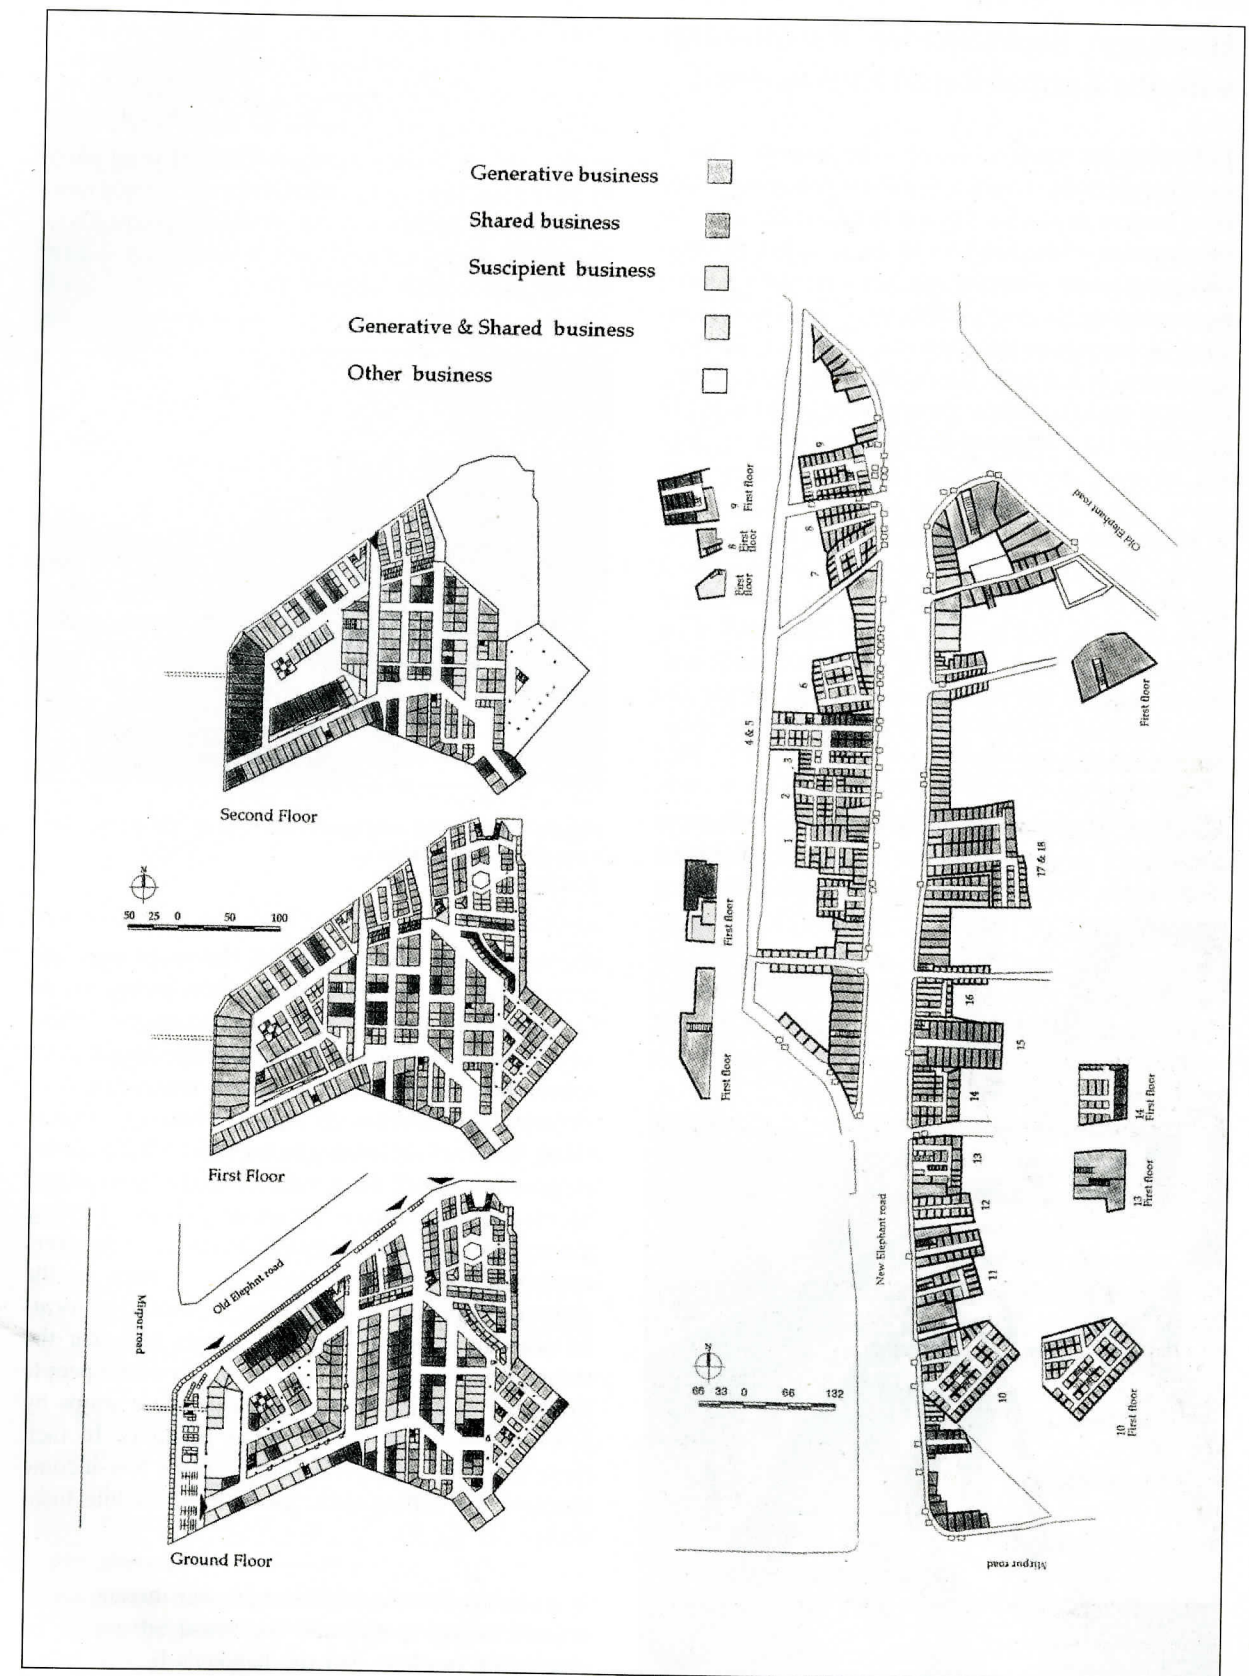 Generative business
Shared business
Suscipient business
Generative & Shared business
Other business
Second Floor
N
50 25 0 50 100
First Floor
Old Elephnt road
Mirpur road
Ground Floor
9
First floor
8
First floor
First floor
9
8
7
6
4 & 5
3
2
1
First floor
First floor
Old Elephant road
First floor
17 & 18
16
15
14
14
First floor
13
13
First floor
12
11
New Elephant road
N
66 33 0 66 132
10
10
First floor
Mirpur road